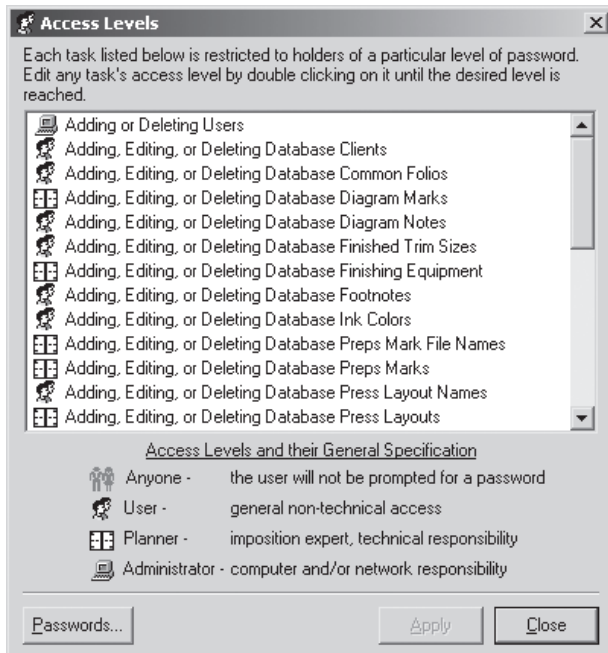 Access Levels
Each task listed below is restricted to holders of a particular level of password.
Edit any task's access level by double clicking on it until the desired level is
reached.
Adding or Deleting Users
Adding, Editing, or Deleting Database Clients
Adding, Editing, or Deleting Database Common Folios
Adding, Editing, or Deleting Database Diagram Marks
Adding, Editing, or Deleting Database Diagram Notes
Adding, Editing, or Deleting Database Finished Trim Sizes
Adding, Editing, or Deleting Database Finishing Equipment
Adding, Editing, or Deleting Database Footnotes
Adding, Editing, or Deleting Database Ink Colors
Adding, Editing, or Deleting Database Preps Mark File Names
Adding, Editing, or Deleting Database Preps Marks
Adding, Editing, or Deleting Database Press Layout Names
Adding, Editing, or Deleting Database Press Layouts
Access Levels and their General Specification
Anyone - the user will not be prompted for a password
User - general non-technical access
Planner - imposition expert, technical responsibility
Administrator - computer and/or network responsibility
Passwords... Apply Close